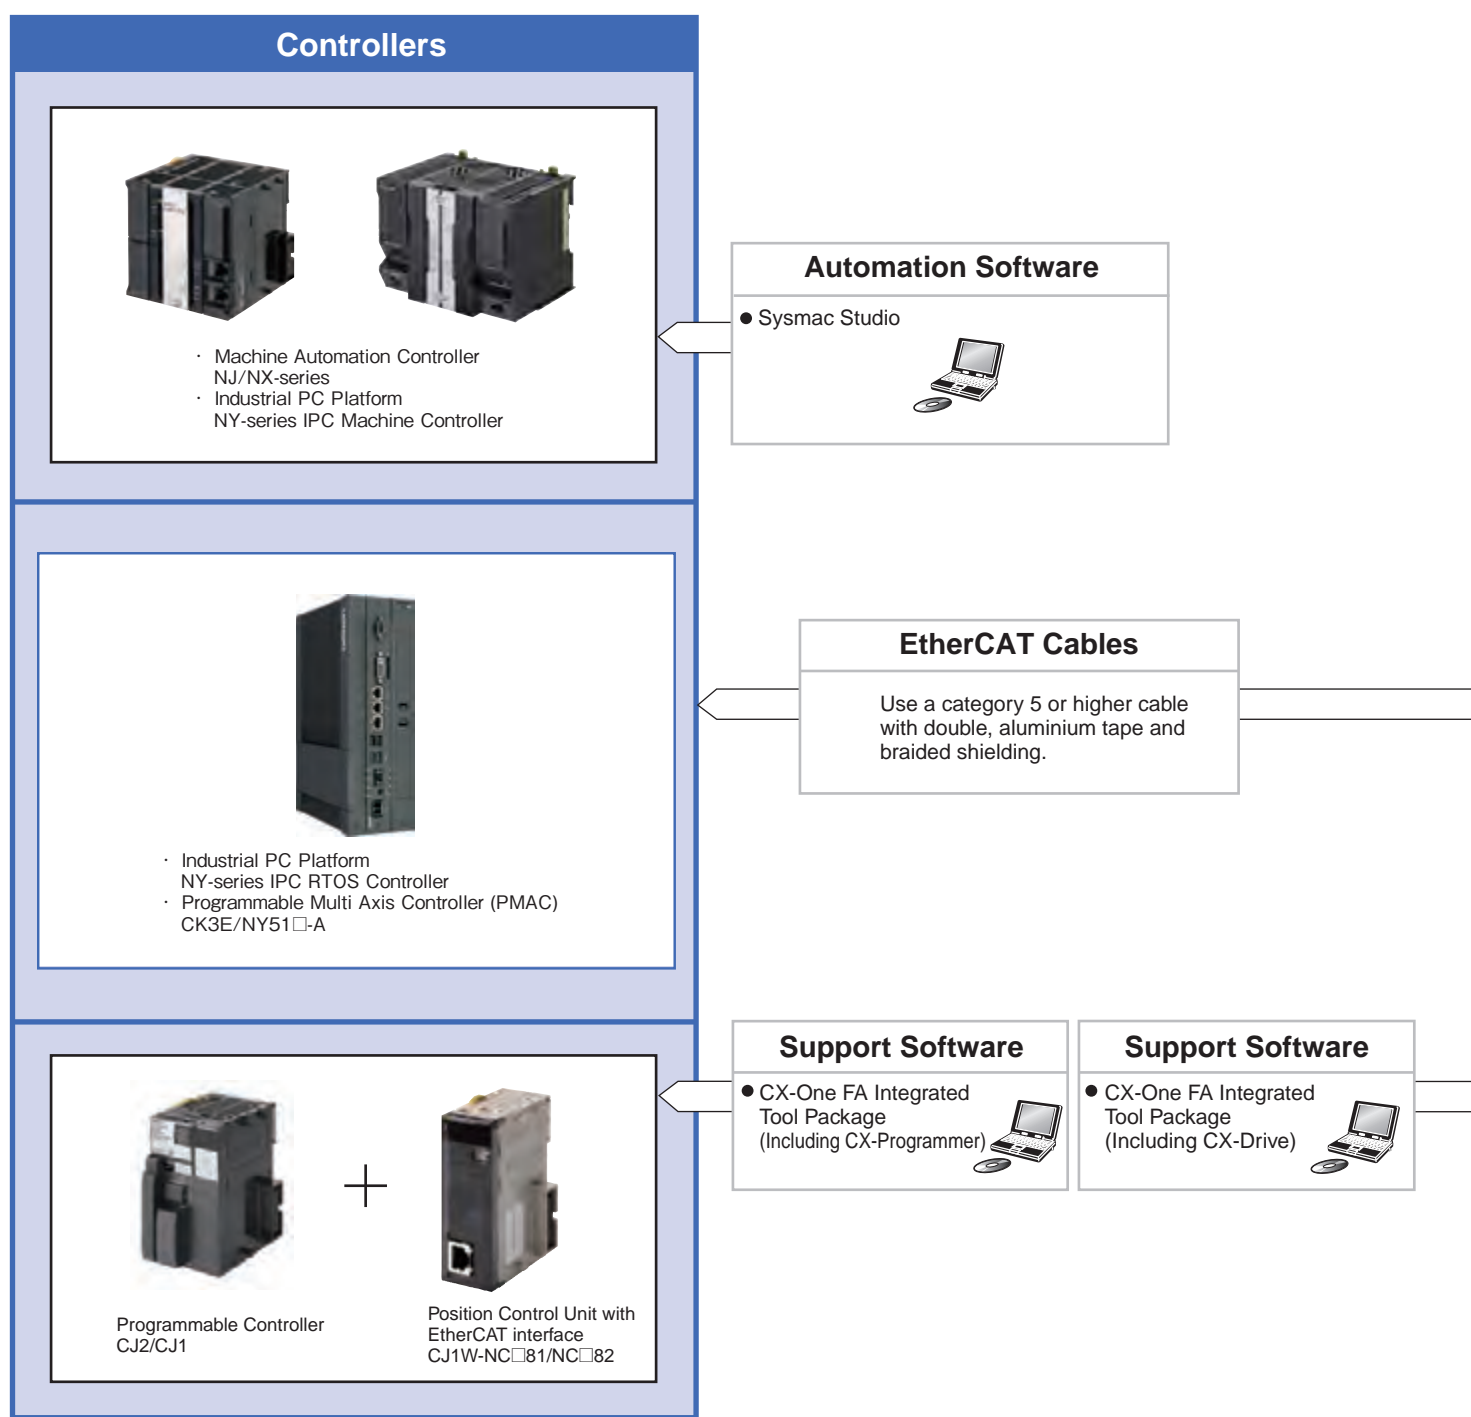 Controllers
· Machine Automation Controller
NJ/NX-series
· Industrial PC Platform
NY-series IPC Machine Controller
Automation Software
● Sysmac Studio
· Industrial PC Platform
NY-series IPC RTOS Controller
· Programmable Multi Axis Controller (PMAC)
CK3E/NY51□-A
EtherCAT Cables
Use a category 5 or higher cable
with double, aluminium tape and
braided shielding.
Programmable Controller
CJ2/CJ1
Position Control Unit with
EtherCAT interface
CJ1W-NC□81/NC□82
Support Software
● CX-One FA Integrated
Tool Package
(Including CX-Programmer)
Support Software
● CX-One FA Integrated
Tool Package
(Including CX-Drive)